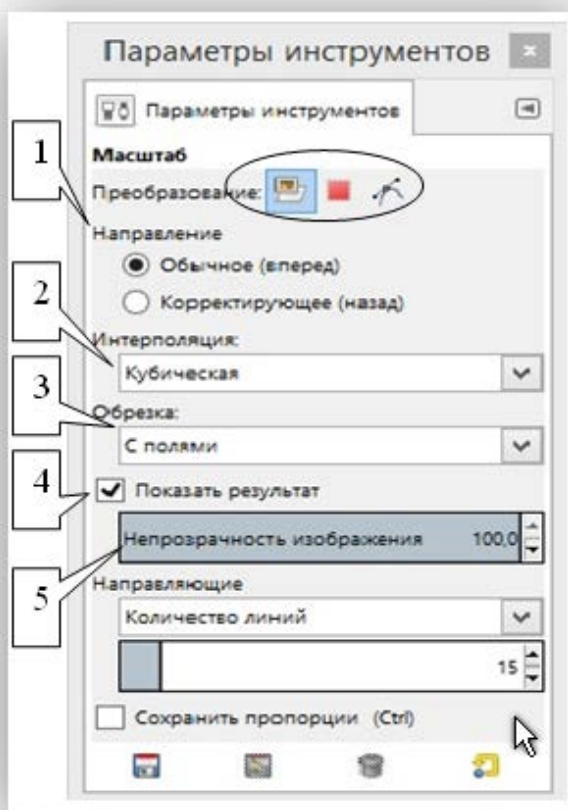 Параметры инструментов
Параметры инструментов
1
Масштаб
Преобразование:
Направление
Обычное (вперед)
2
Корректирующее (назад)
Интерполяция:
Кубическая
3
Обрезка:
С полями
4
Показать результат
Непрозрачность изображения 100,0
5
Направляющие
Количество линий
15
Сохранить пропорции (Ctrl)